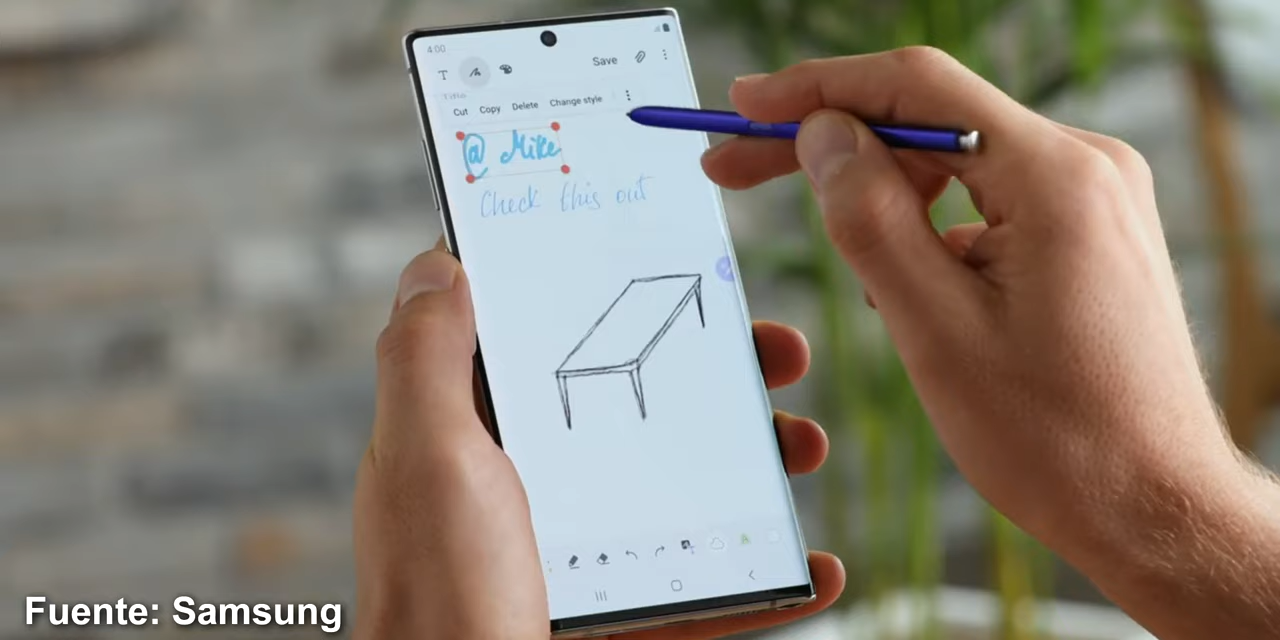 4:00
T
Save
Cut Copy Delete Change style
@ Mike
Check this out
A
Fuente: Samsung